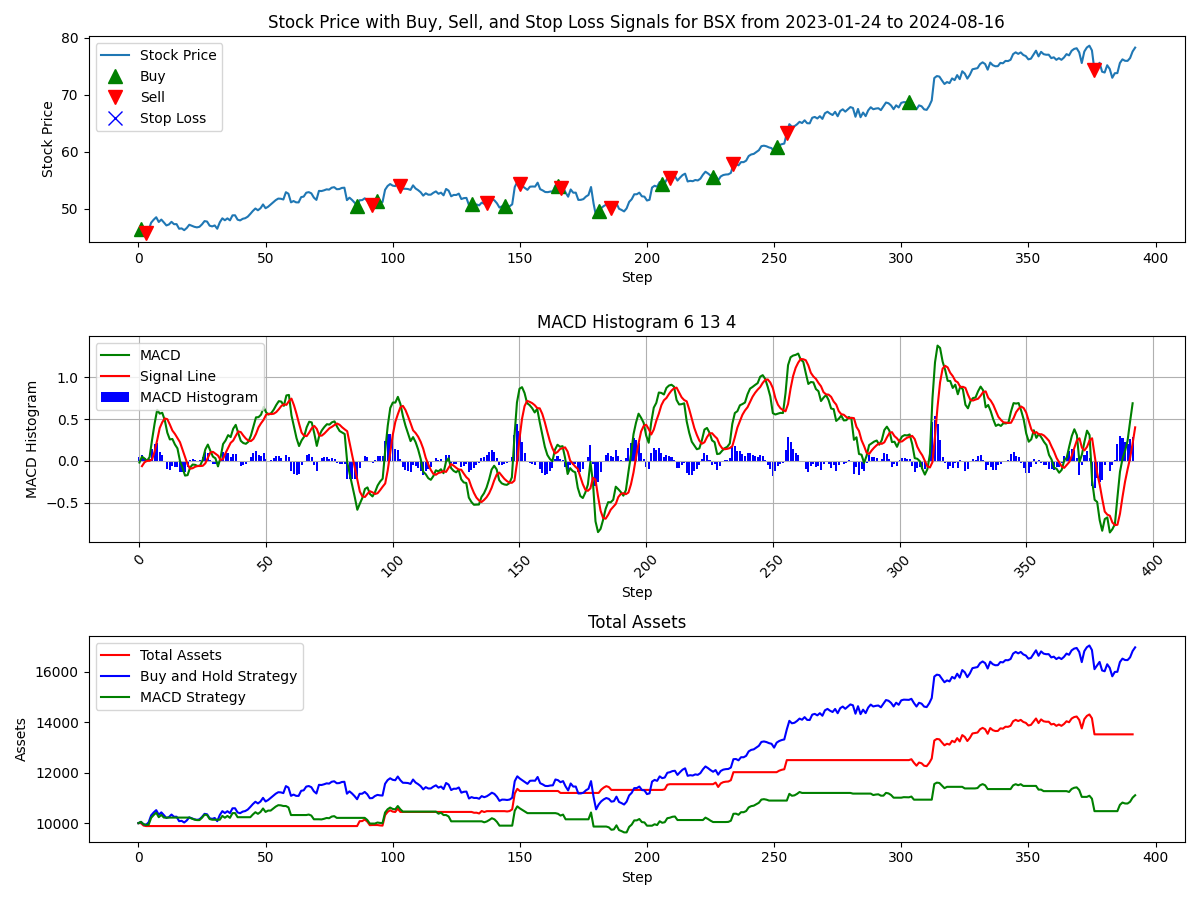 Stock Price with Buy, Sell, and Stop Loss Signals for BSX from 2023-01-24 to 2024-08-16
80
70
60
50
Stock Price
Stock Price
Buy
Sell
Stop Loss
0 50 100 150 200 250 300 350 400
Step
MACD Histogram 6 13 4
1.0
0.5
0.0
−0.5
MACD Histogram
MACD
Signal Line
MACD Histogram
0 50 100 150 200 250 300 350 400
Step
Total Assets
16000
14000
12000
10000
Assets
Total Assets
Buy and Hold Strategy
MACD Strategy
0 50 100 150 200 250 300 350 400
Step